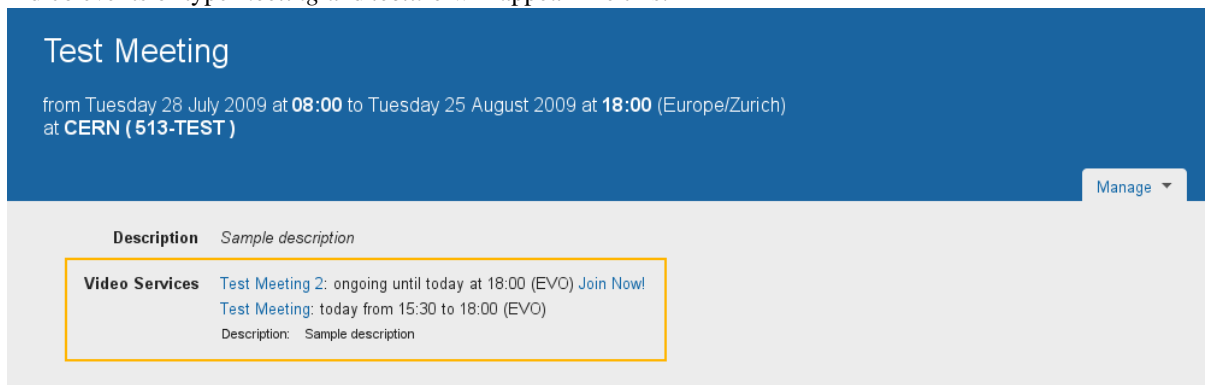 Test Meeting
from Tuesday 28 July 2009 at 08:00 to Tuesday 25 August 2009 at 18:00 (Europe/Zurich)
at CERN ( 513-TEST )
Manage
Description Sample description
Video Services Test Meeting 2: ongoing until today at 18:00 (EVO) Join Now!
Test Meeting: today from 15:30 to 18:00 (EVO)
Description: Sample description